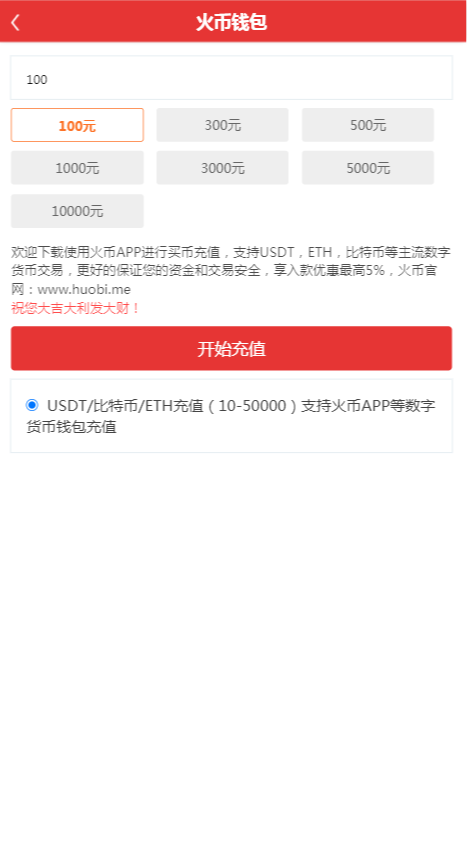 火币钱包
100
100元 300元 500元
1000元 3000元 5000元
10000元
欢迎下载使用火币APP进行买币充值，支持USDT，ETH，比特币等主流数字
货币交易，更好的保证您的资金和交易安全，享入款优惠最高5%，火币官
网：www.huobi.me
祝您大吉大利发大财！
开始充值
USDT/比特币/ETH充值（10-50000）支持火币APP等数字
货币钱包充值